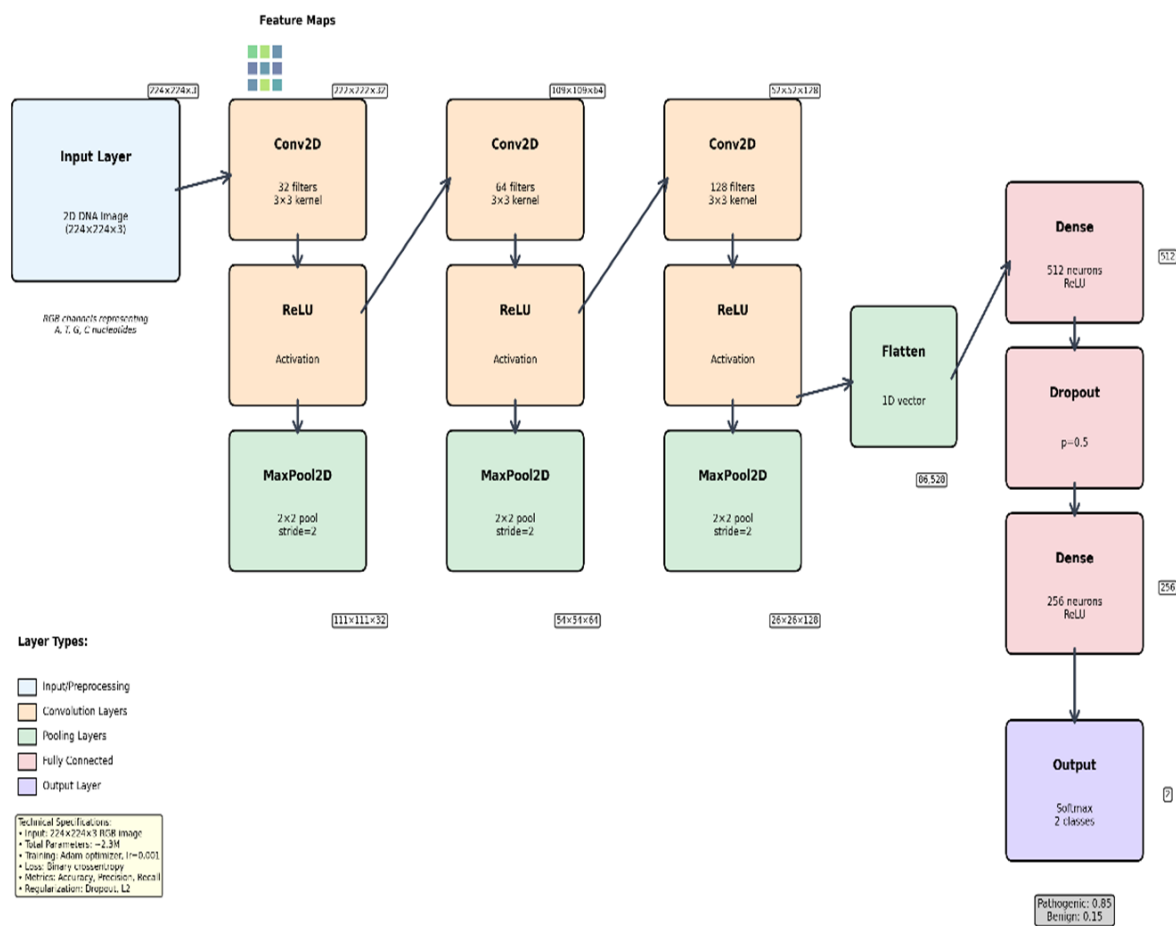 Feature Maps
224×224×3
222×222×32
109×109×64
52×52×128
Input Layer
2D DNA Image
(224×224×3)
RGB channels representing
A, T, G, C nucleotides
Conv2D
32 filters
3×3 kernel
ReLU
Activation
MaxPool2D
2×2 pool
stride=2
111×111×32
Conv2D
64 filters
3×3 kernel
ReLU
Activation
MaxPool2D
2×2 pool
stride=2
54×54×64
Conv2D
128 filters
3×3 kernel
ReLU
Activation
MaxPool2D
2×2 pool
stride=2
26×26×128
Flatten
1D vector
86,528
Dense
512 neurons
ReLU
512
Dropout
p=0.5
Dense
256 neurons
ReLU
256
Output
Softmax
2 classes
2
Pathogenic: 0.85
Benign: 0.15
Layer Types:
Input/Preprocessing
Convolution Layers
Pooling Layers
Fully Connected
Output Layer
Technical Specifications:
• Input: 224×224×3 RGB image
• Total Parameters: ~2.3M
• Training: Adam optimizer, lr=0.001
• Loss: Binary crossentropy
• Metrics: Accuracy, Precision, Recall
• Regularization: Dropout, L2